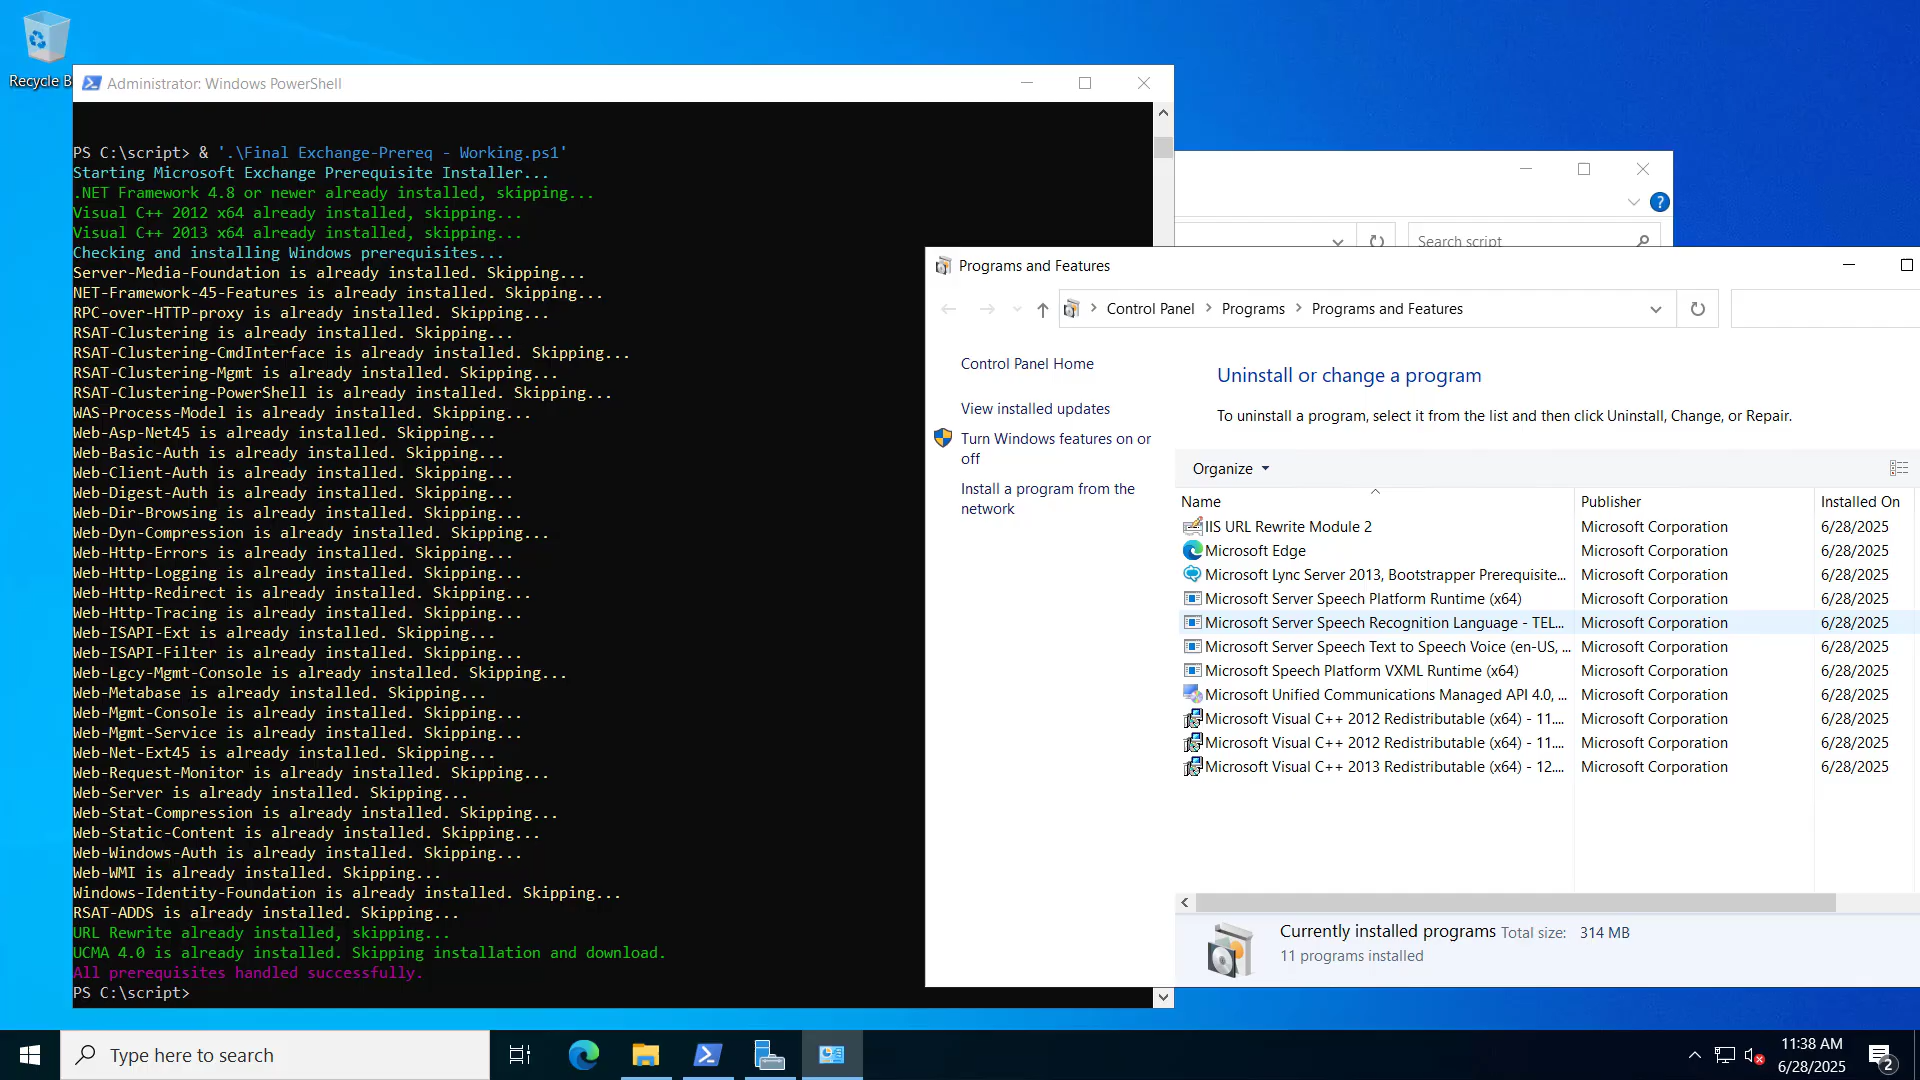 Recycle B
Administrator: Windows PowerShell
PS C:\script> & '.\Final Exchange-Prereq - Working.ps1'
Starting Microsoft Exchange Prerequisite Installer...
.NET Framework 4.8 or newer already installed, skipping...
Visual C++ 2012 x64 already installed, skipping...
Visual C++ 2013 x64 already installed, skipping...
Checking and installing Windows prerequisites...
Server-Media-Foundation is already installed. Skipping...
NET-Framework-45-Features is already installed. Skipping...
RPC-over-HTTP-proxy is already installed. Skipping...
RSAT-Clustering is already installed. Skipping...
RSAT-Clustering-CmdInterface is already installed. Skipping...
RSAT-Clustering-Mgmt is already installed. Skipping...
RSAT-Clustering-PowerShell is already installed. Skipping...
WAS-Process-Model is already installed. Skipping...
Web-Asp-Net45 is already installed. Skipping...
Web-Basic-Auth is already installed. Skipping...
Web-Client-Auth is already installed. Skipping...
Web-Digest-Auth is already installed. Skipping...
Web-Dir-Browsing is already installed. Skipping...
Web-Dyn-Compression is already installed. Skipping...
Web-Http-Errors is already installed. Skipping...
Web-Http-Logging is already installed. Skipping...
Web-Http-Redirect is already installed. Skipping...
Web-Http-Tracing is already installed. Skipping...
Web-ISAPI-Ext is already installed. Skipping...
Web-ISAPI-Filter is already installed. Skipping...
Web-Lgcy-Mgmt-Console is already installed. Skipping...
Web-Metabase is already installed. Skipping...
Web-Mgmt-Console is already installed. Skipping...
Web-Mgmt-Service is already installed. Skipping...
Web-Net-Ext45 is already installed. Skipping...
Web-Request-Monitor is already installed. Skipping...
Web-Server is already installed. Skipping...
Web-Stat-Compression is already installed. Skipping...
Web-Static-Content is already installed. Skipping...
Web-Windows-Auth is already installed. Skipping...
Web-WMI is already installed. Skipping...
Windows-Identity-Foundation is already installed. Skipping...
RSAT-ADDS is already installed. Skipping...
URL Rewrite already installed, skipping...
UCMA 4.0 is already installed. Skipping installation and download.
All prerequisites handled successfully.
PS C:\script>
Search script
Programs and Features
Control Panel > Programs > Programs and Features
Control Panel Home
View installed updates
Turn Windows features on or
off
Install a program from the
network
Uninstall or change a program
To uninstall a program, select it from the list and then click Uninstall, Change, or Repair.
Organize
Name Publisher Installed On
IIS URL Rewrite Module 2 Microsoft Corporation 6/28/2025
Microsoft Edge Microsoft Corporation 6/28/2025
Microsoft Lync Server 2013, Bootstrapper Prerequisite... Microsoft Corporation 6/28/2025
Microsoft Server Speech Platform Runtime (x64) Microsoft Corporation 6/28/2025
Microsoft Server Speech Recognition Language - TEL... Microsoft Corporation 6/28/2025
Microsoft Server Speech Text to Speech Voice (en-US, ... Microsoft Corporation 6/28/2025
Microsoft Speech Platform VXML Runtime (x64) Microsoft Corporation 6/28/2025
Microsoft Unified Communications Managed API 4.0, ... Microsoft Corporation 6/28/2025
Microsoft Visual C++ 2012 Redistributable (x64) - 11.... Microsoft Corporation 6/28/2025
Microsoft Visual C++ 2012 Redistributable (x64) - 11.... Microsoft Corporation 6/28/2025
Microsoft Visual C++ 2013 Redistributable (x64) - 12.... Microsoft Corporation 6/28/2025
Currently installed programs Total size: 314 MB
11 programs installed
Type here to search
11:38 AM
6/28/2025
2